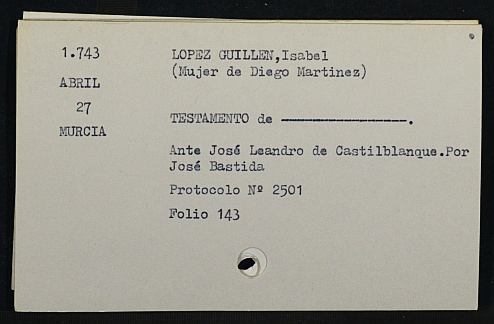 1.743
ABRIL
27
MURCIA
LOPEZ GUILLEN,Isabel
(Mujer de Diego Martinez)
TESTAMENTO de ——————————.
Ante José Leandro de Castilblanque.Por
José Bastida
Protocolo Nº 2501
Folio 143